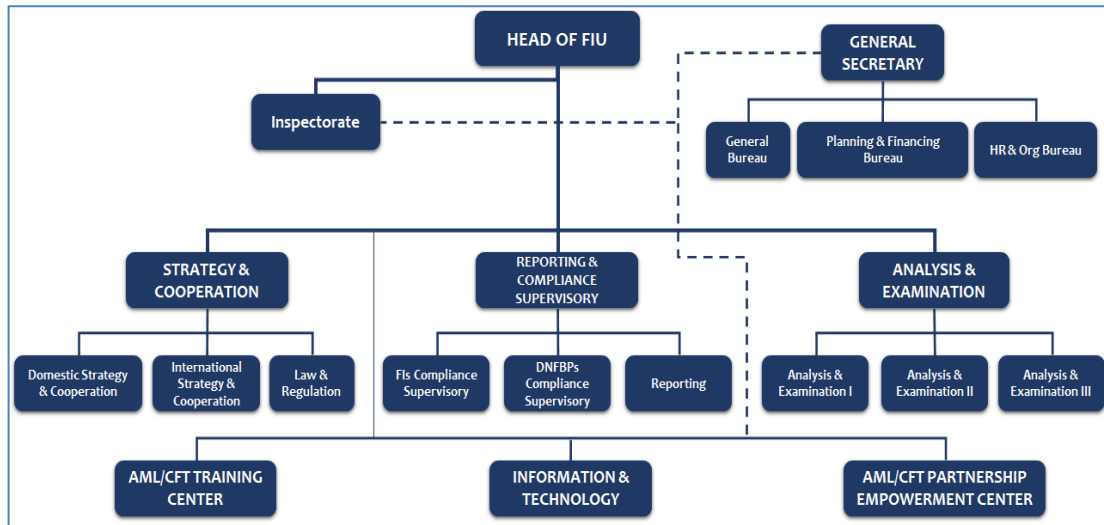 HEAD OF FIU
GENERAL
SECRETARY
Inspectorate
General
Bureau
Planning & Financing
Bureau
HR & Org Bureau
STRATEGY &
COOPERATION
REPORTING &
COMPLIANCE
SUPERVISORY
ANALYSIS &
EXAMINATION
Domestic Strategy
& Cooperation
International
Strategy &
Cooperation
Law &
Regulation
FIs Compliance
Supervisory
DNFBPs
Compliance
Supervisory
Reporting
Analysis &
Examination I
Analysis &
Examination II
Analysis &
Examination III
AML/CFT TRAINING
CENTER
INFORMATION &
TECHNOLOGY
AML/CFT PARTNERSHIP
EMPOWERMENT CENTER